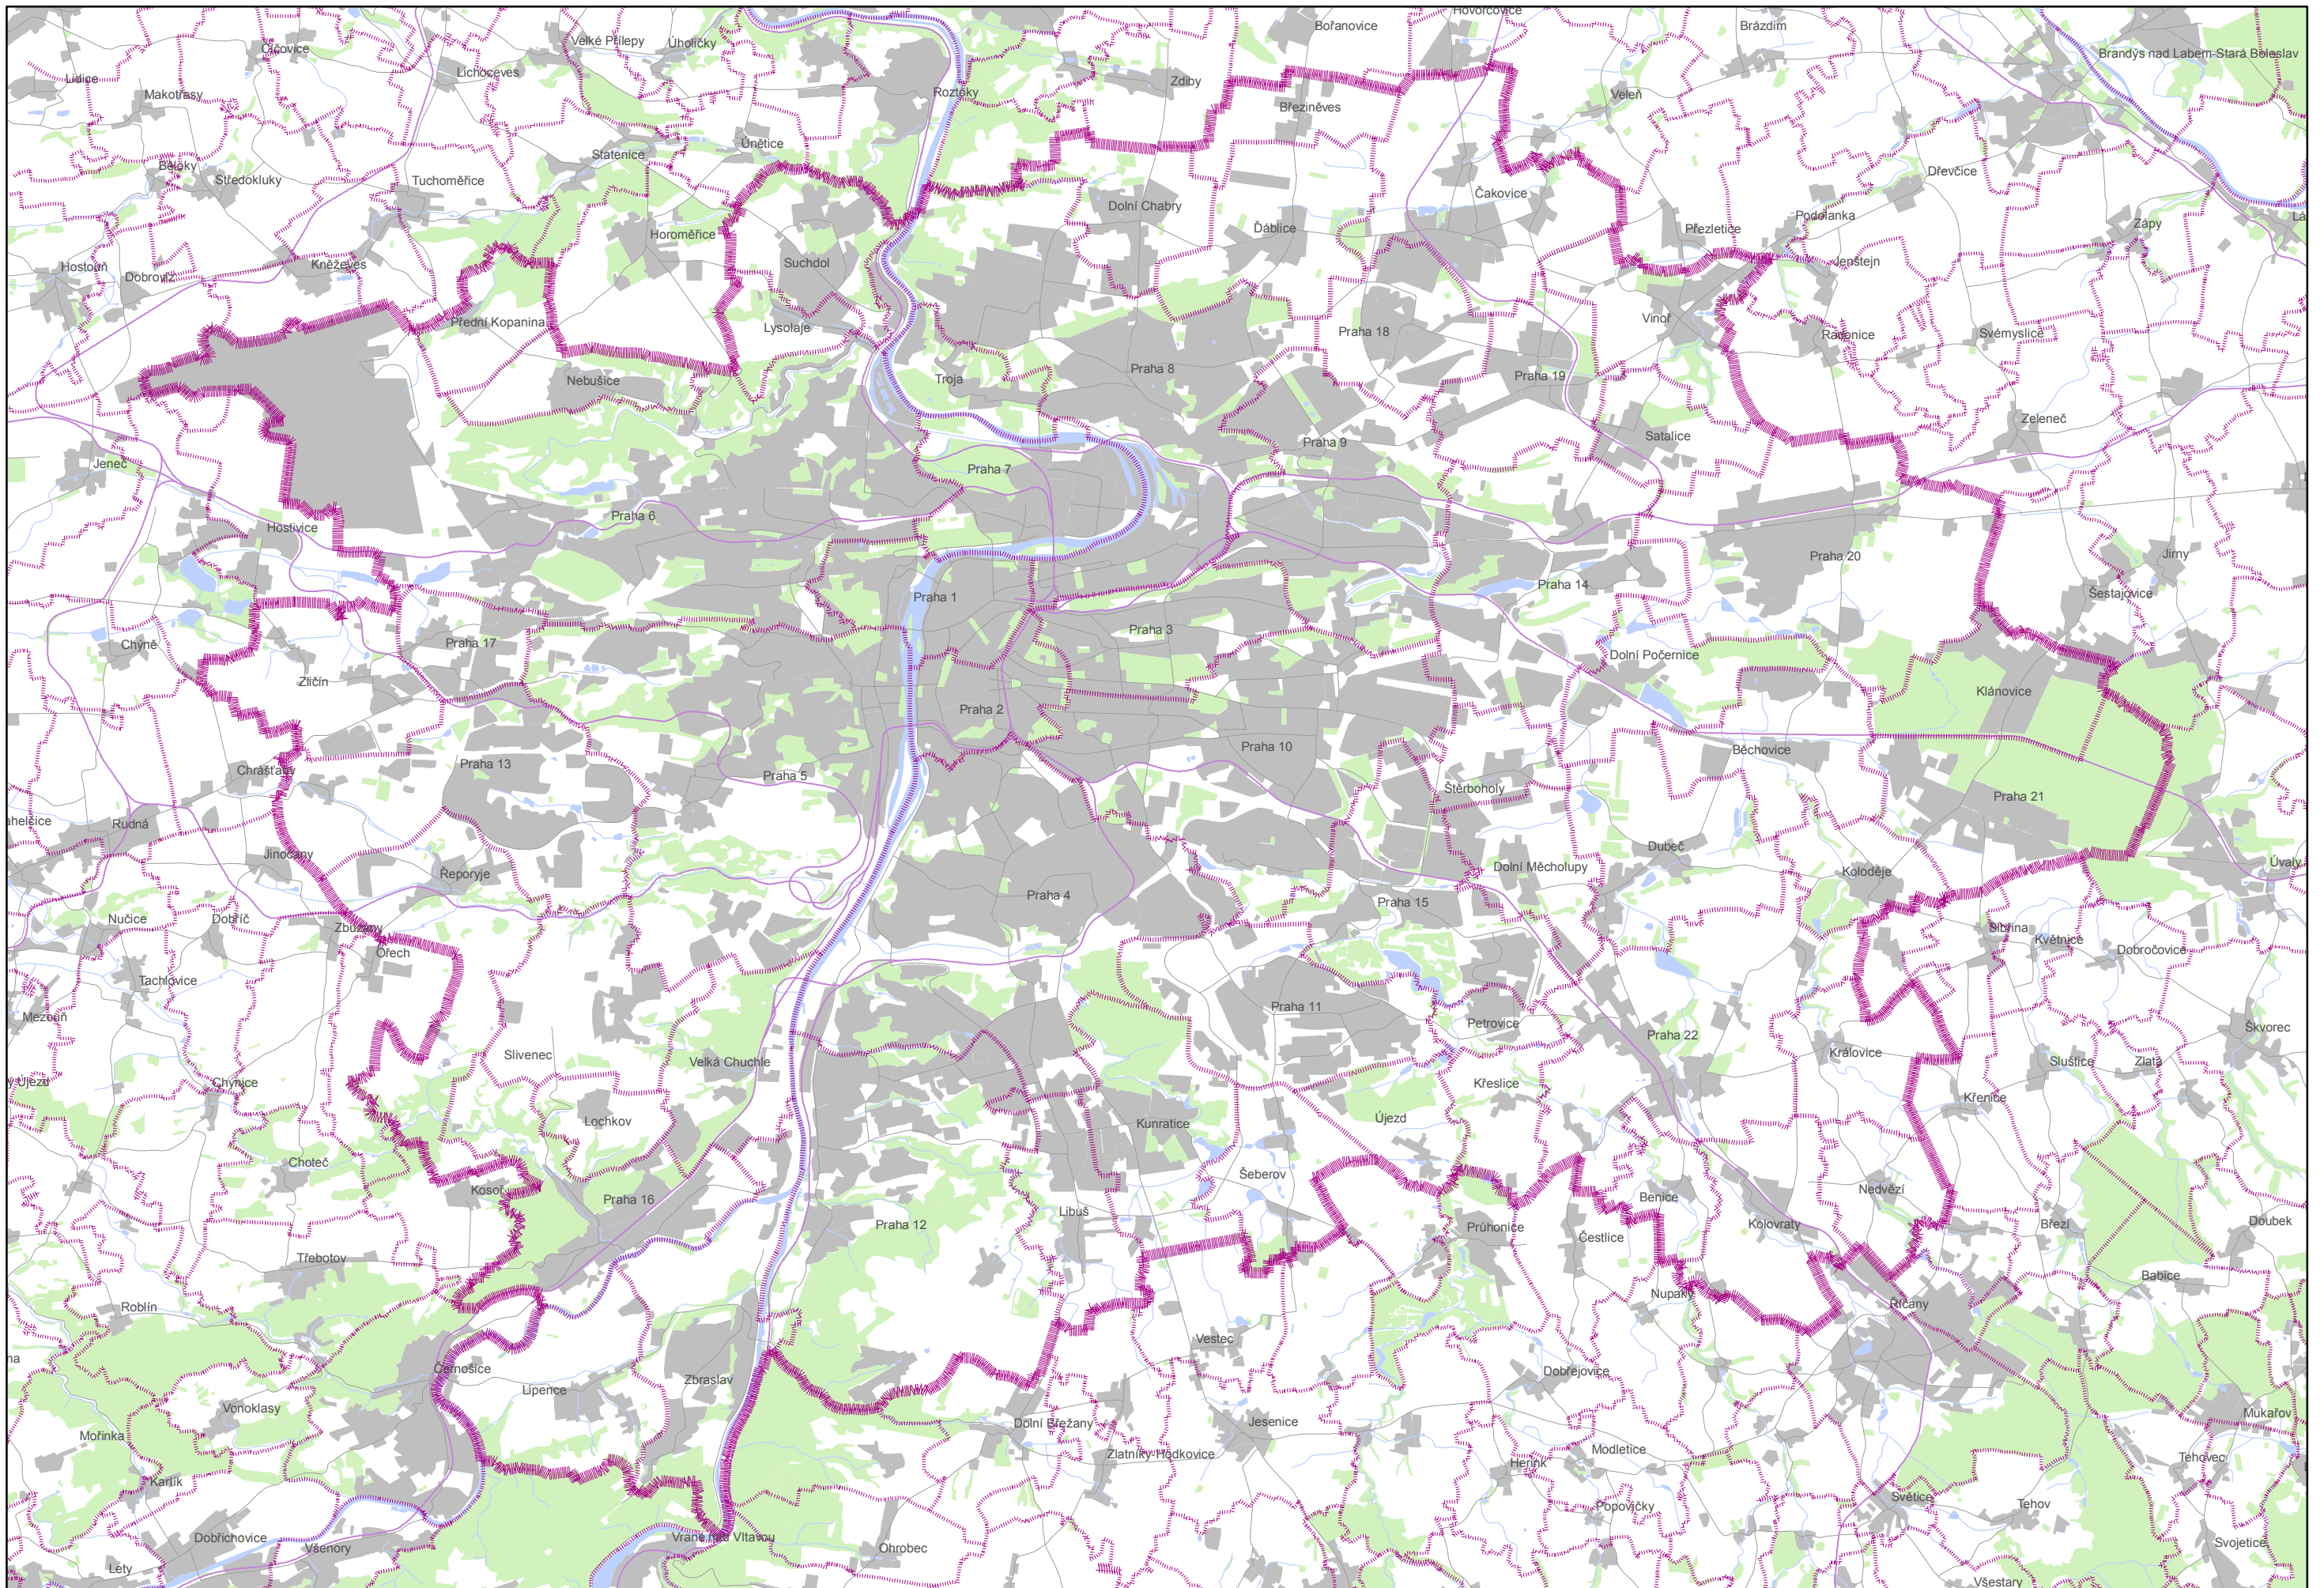 Hovorčovice
Bořanovice
Brázdim
Velké Přílepy
Úholičky
Číčovice
Brandýs nad Labem-Stará Boleslav
Lidice
Lichoceves
Zdiby
Makotřasy
Roztoky
Veleň
Březiněves
Únětice
Statenice
Běloky
Středokluky
Tuchoměřice
Dřevčice
Čakovice
Dolní Chabry
Podolanka
Zápy
Přezletice
Ďáblice
Horoměřice
Suchdol
Kněževes
Hostouň
Dobrovíz
Jenštejn
Vinoř
Přední Kopanina
Lysolaje
Praha 18
Radonice
Svémyslice
Praha 8
Praha 19
Nebušice
Troja
Zeleneč
Satalice
Praha 9
Jeneč
Praha 7
Praha 6
Hostivice
Praha 20
Jirny
Praha 14
Šestajovice
Praha 1
Praha 3
Praha 17
Chýně
Dolní Počernice
Zličín
Klánovice
Praha 2
Praha 10
Běchovice
Praha 13
Chrášťany
Praha 5
Štěrboholy
Praha 21
Rudná
Dubeč
Jinočany
Úvaly
Dolní Měcholupy
Řeporyje
Koloděje
Praha 4
Praha 15
Nučice
Dobříč
Zbuzany
Sibřina
Květnice
Ořech
Dobročovice
Tachlovice
Praha 11
Mezouň
Petrovice
Škvorec
Praha 22
Slivenec
Královice
Velká Chuchle
Sluštice
Zlatá
Chýnice
Křeslice
Křenice
Lochkov
Újezd
Kunratice
Choteč
Šeberov
Kosoř
Nedvězí
Praha 16
Benice
Libuš
Praha 12
Kolovraty
Březí
Doubek
Průhonice
Čestlice
Třebotov
Babice
Nupaky
Říčany
Roblín
Vestec
Černošice
Dobřejovice
Zbraslav
Lipence
Vonoklasy
Mukařov
Dolní Břežany
Jesenice
Mořinka
Modletice
Zlatníky-Hodkovice
Tehovec
Herink
Karlík
Světice
Tehov
Popovičky
Dobřichovice
Vrané nad Vltavou
Svojetice
Všenory
Ohrobec
Lety
Všestary